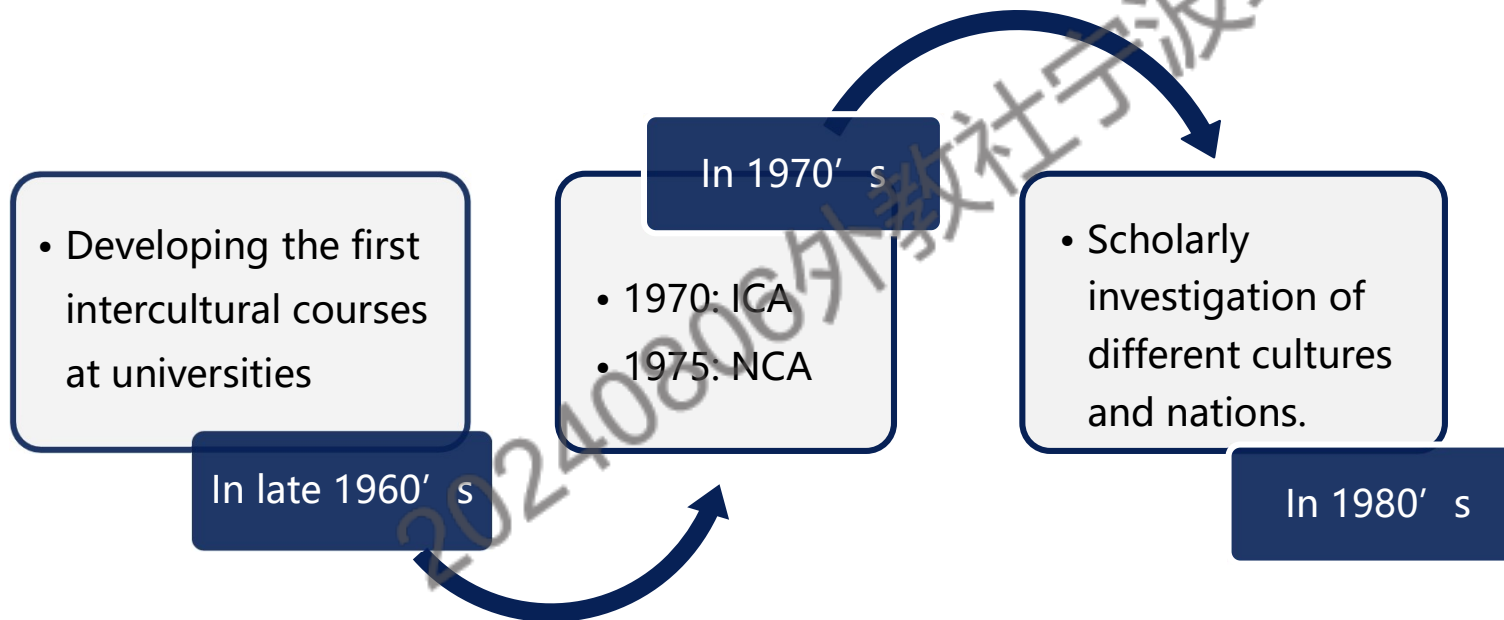 • Developing the first
intercultural courses
at universities
In late 1960’ s
In 1970’ s
• 1970: ICA
• 1975: NCA
• Scholarly
investigation of
different cultures
and nations.
In 1980’ s
20240806外教社宁波